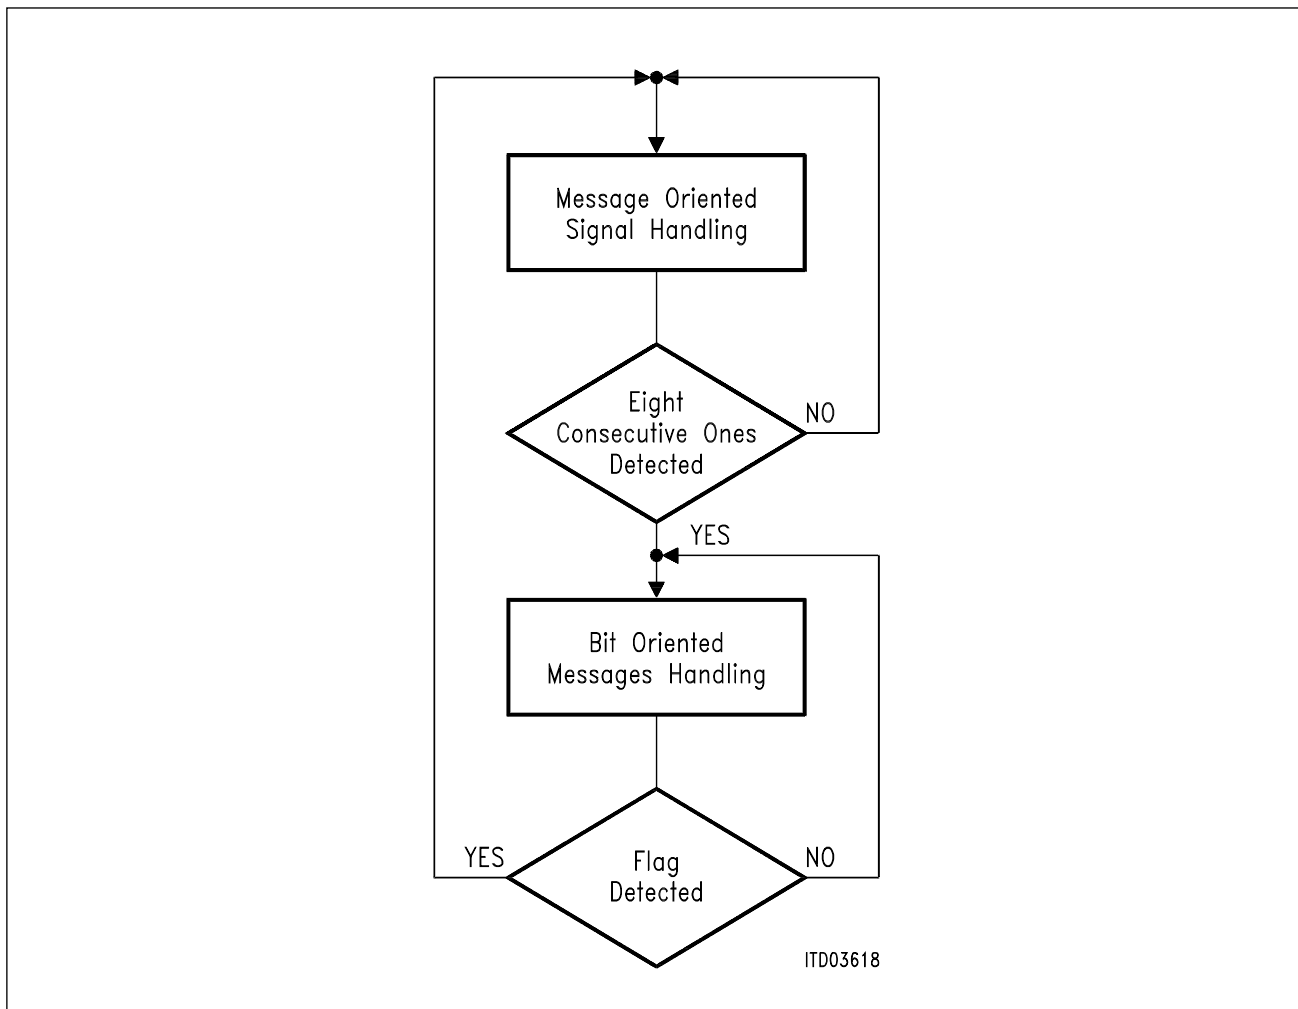 Message Oriented
Signal Handling
Eight
Consecutive Ones
Detected
NO
YES
Bit Oriented
Messages Handling
YES
Flag
Detected
NO
ITD03618